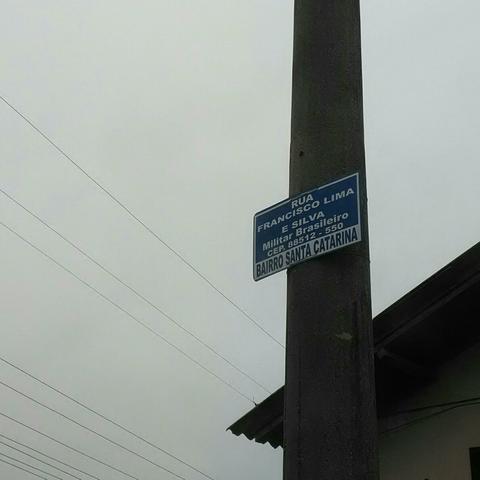 RUA
FRANCISCO LIMA
E SILVA
Militar Brasileiro
CEP. 88512 - 550
BAIRRO SANTA CATARINA